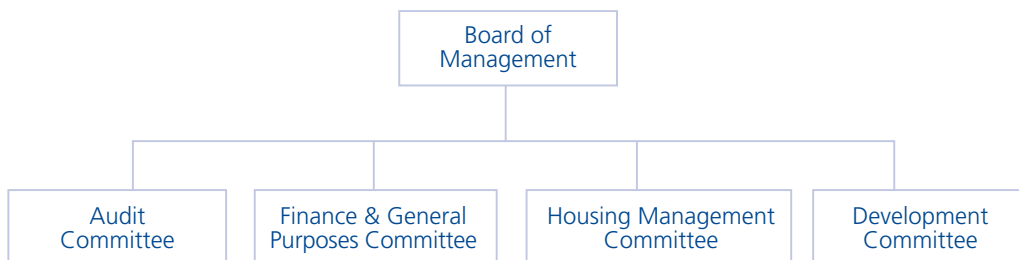 Board of
Management
Audit
Committee
Finance & General
Purposes Committee
Housing Management
Committee
Development
Committee